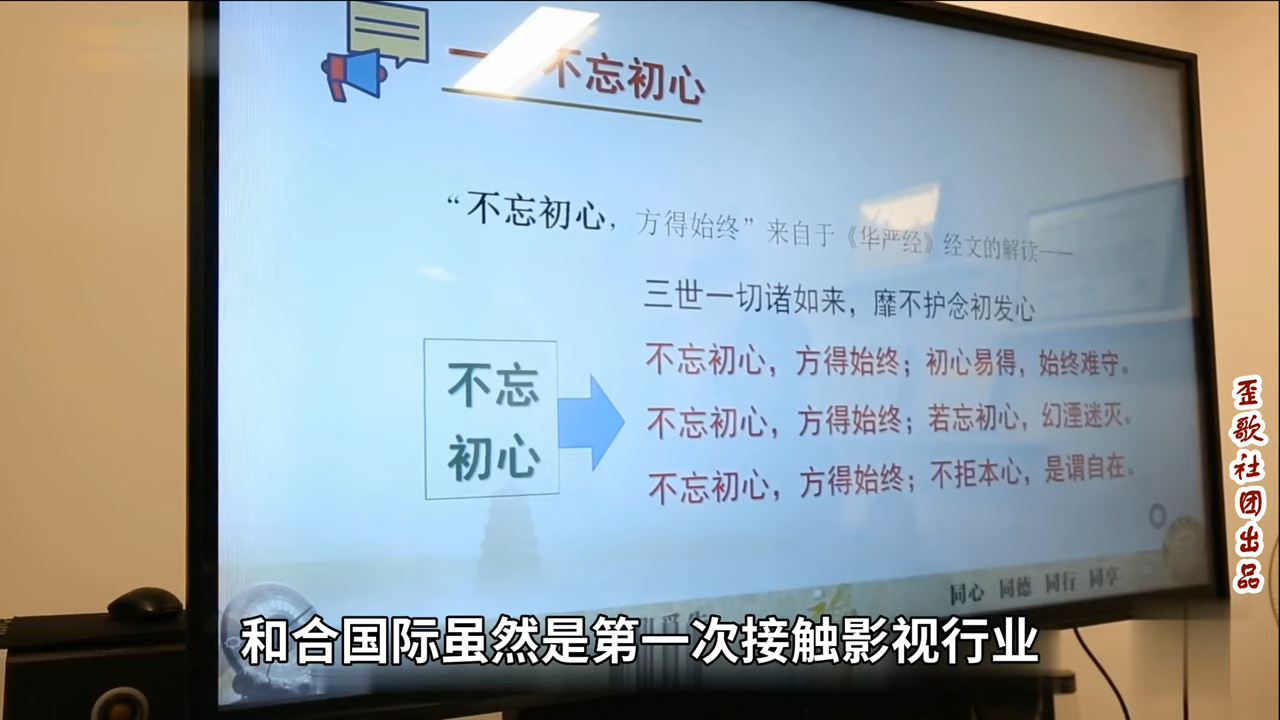 一 不忘初心
“不忘初心，方得始终”来自于《华严经》经文的解读——
三世一切诸如来，靡不护念初发心
不忘
初心
不忘初心，方得始终；初心易得，始终难守。
不忘初心，方得始终；若忘初心，幻湮迷灭。
不忘初心，方得始终；不拒本心，是谓自在。
同心 同德 同行 同享
和合国际虽然是第一次接触影视行业
歪歌社团出品